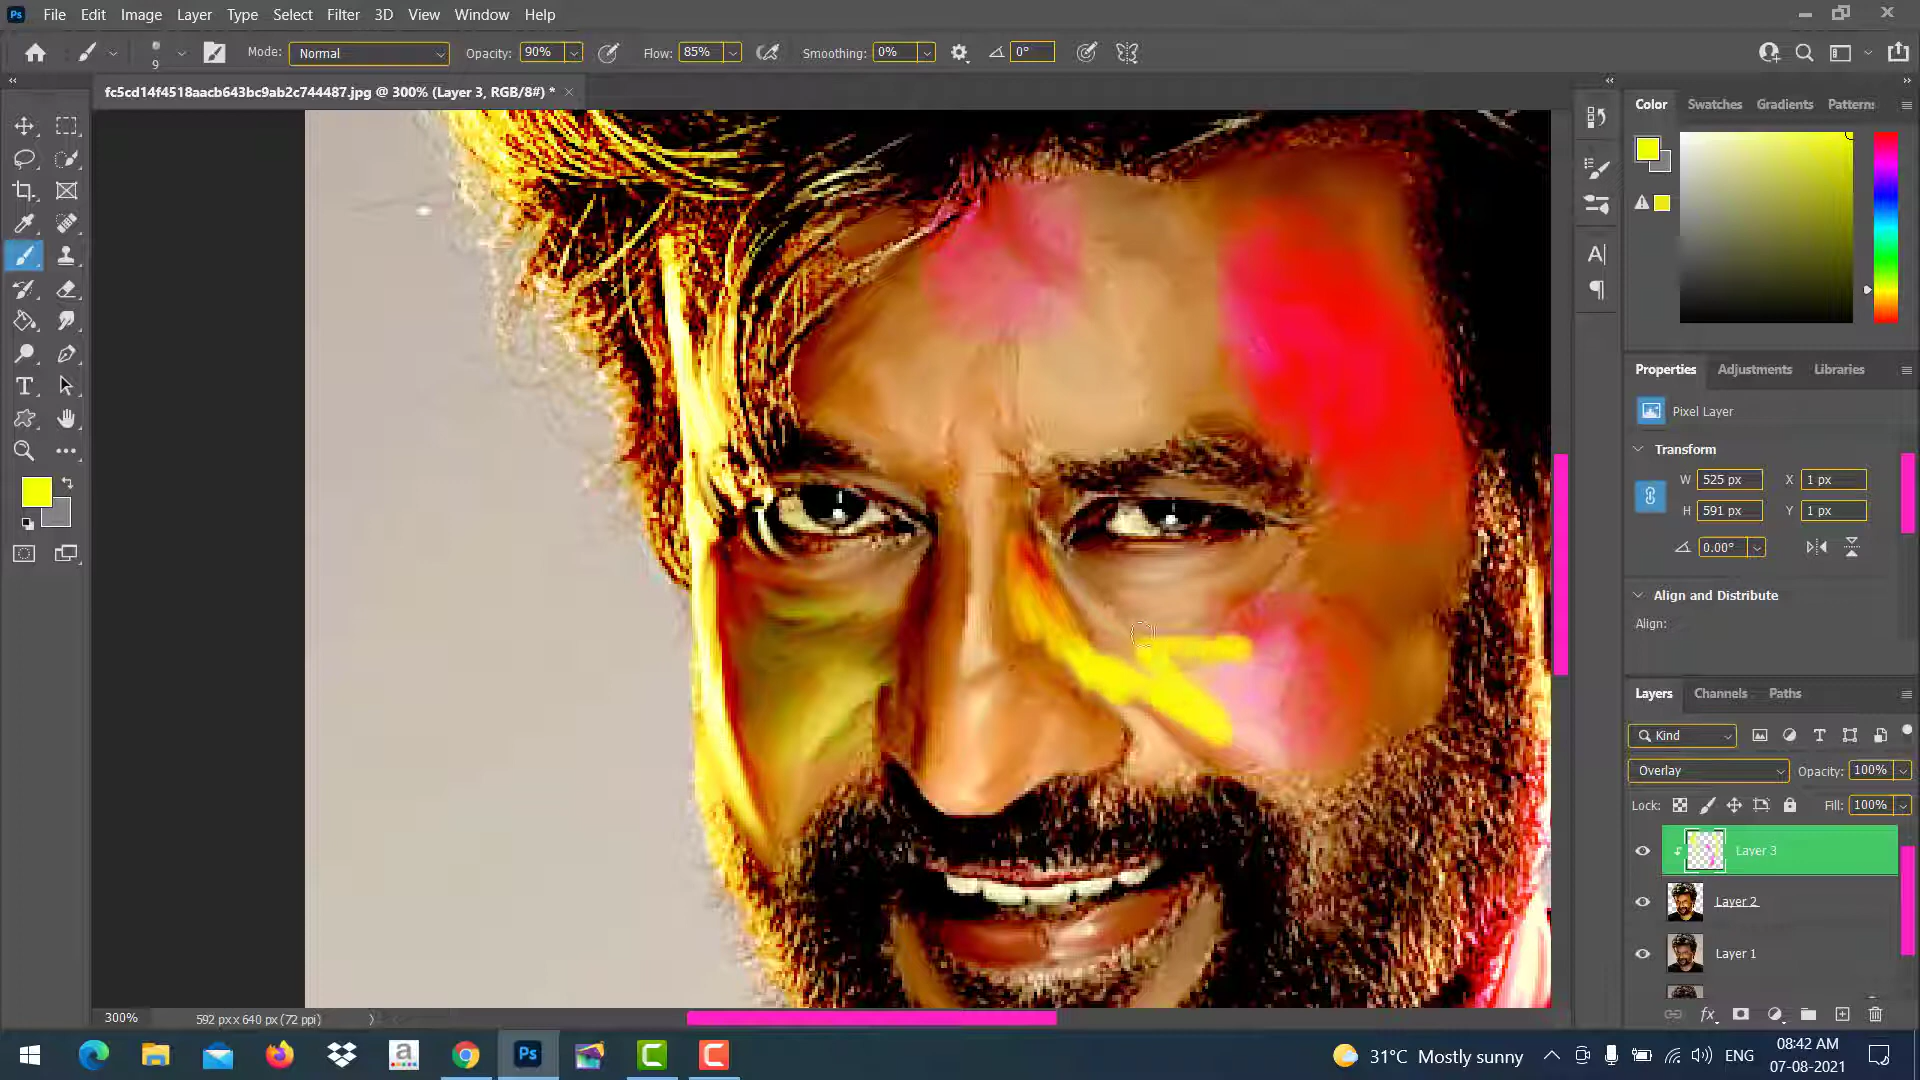 Ps File Edit Image Layer Type Select Filter 3D View Window Help
9 Mode: Normal Opacity: 90% Flow: 85% Smoothing: 0% 0°
fc5cd14f4518aacb643bc9ab2c744487.jpg @ 300% (Layer 3, RGB/8#) *
Color Swatches Gradients Patterns
Properties Adjustments Libraries
Pixel Layer
Transform
W 525 px X 1 px
H 591 px Y 1 px
0.00°
Align and Distribute
Align:
Layers Channels Paths
Kind
Overlay Opacity: 100%
Lock: Fill: 100%
Layer 3
Layer 2
Layer 1
fx
300% 592 px x 640 px (72 ppi)
a Ps C C
31°C Mostly sunny ENG 08:42 AM
07-08-2021